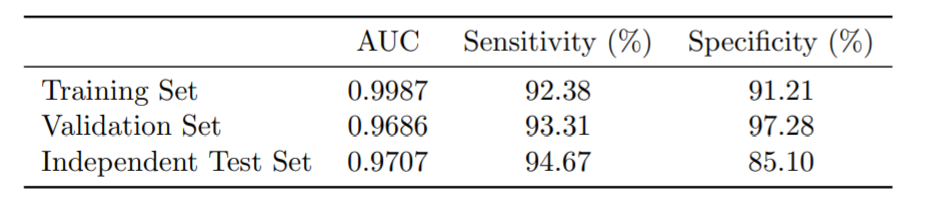 AUC Sensitivity (%) Specificity (%)
Training Set 0.9987 92.38 91.21
Validation Set 0.9686 93.31 97.28
Independent Test Set 0.9707 94.67 85.10